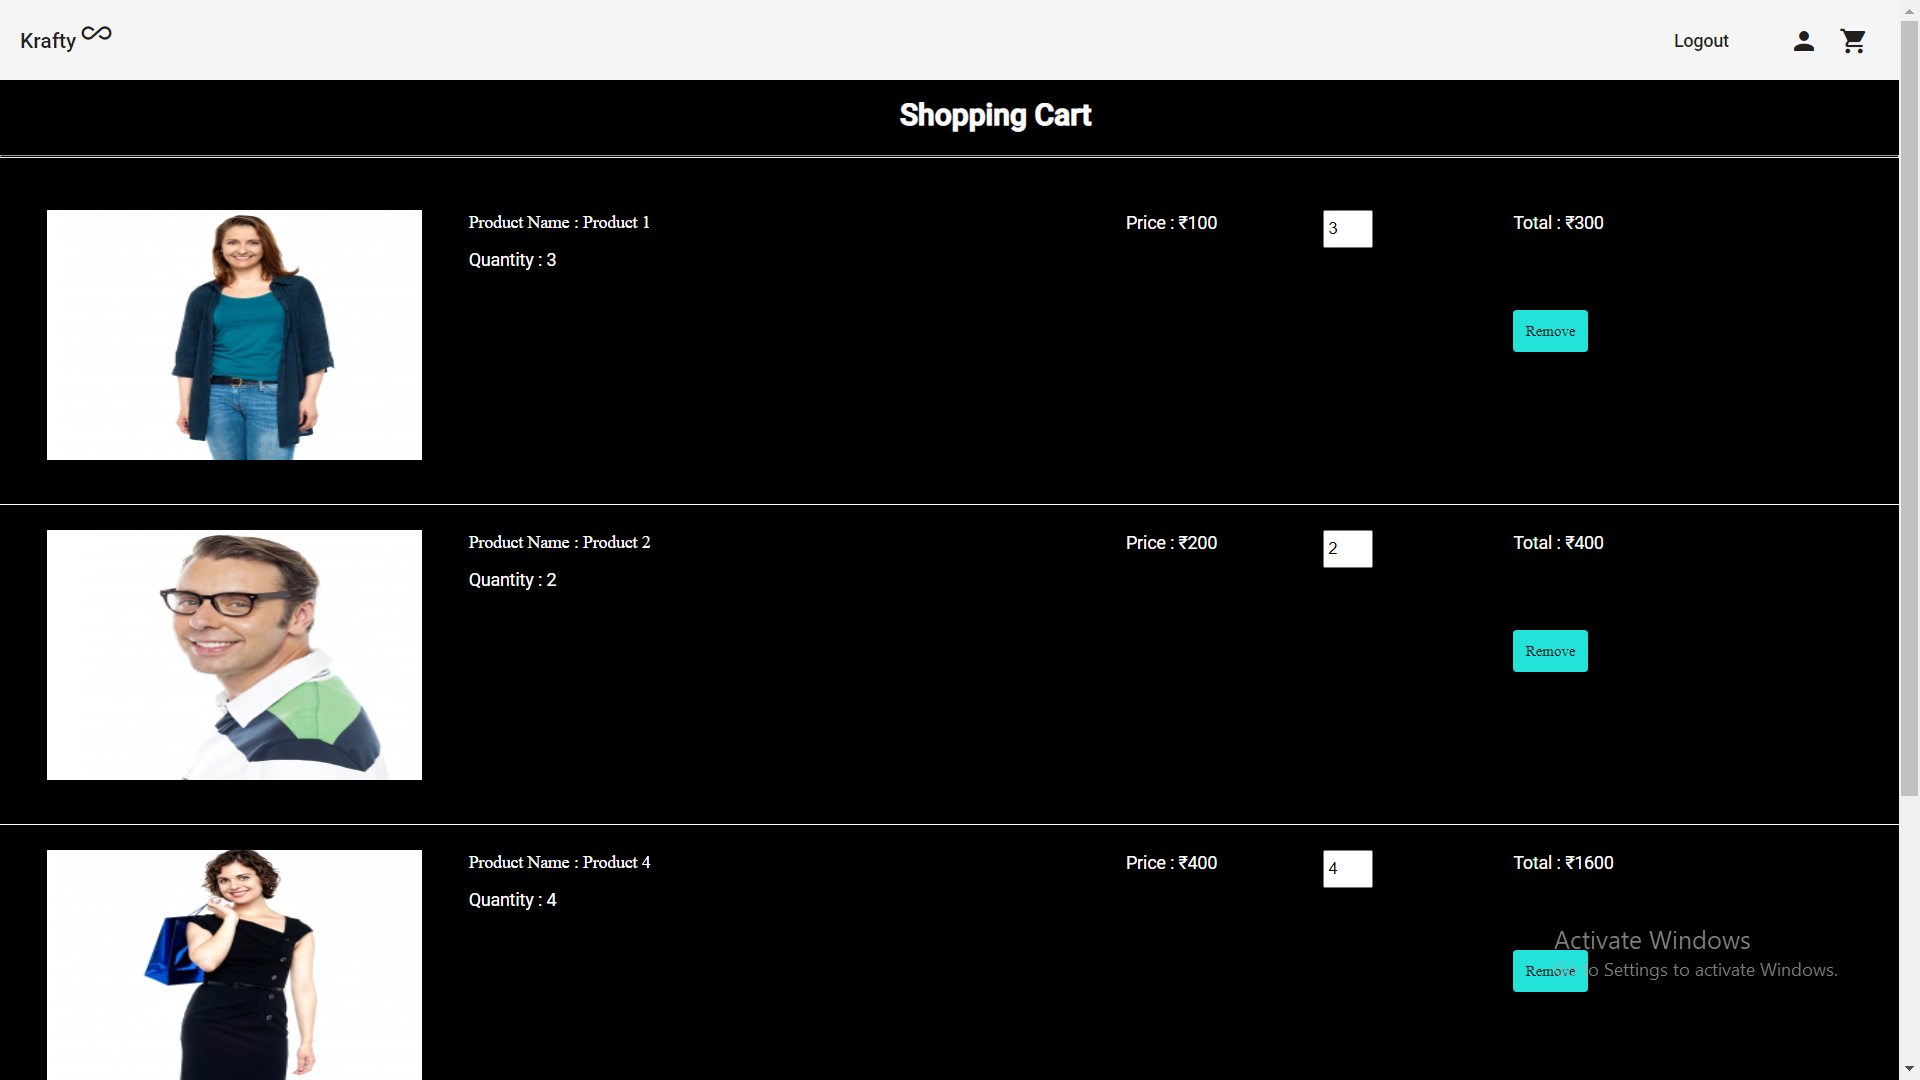 Krafty
Logout
Shopping Cart
Product Name : Product 1
Quantity : 3
Price : ₹100
3
Total : ₹300
Remove
Product Name : Product 2
Quantity : 2
Price : ₹200
2
Total : ₹400
Remove
Product Name : Product 4
Quantity : 4
Price : ₹400
4
Total : ₹1600
Remove
Activate Windows
to Settings to activate Windows.